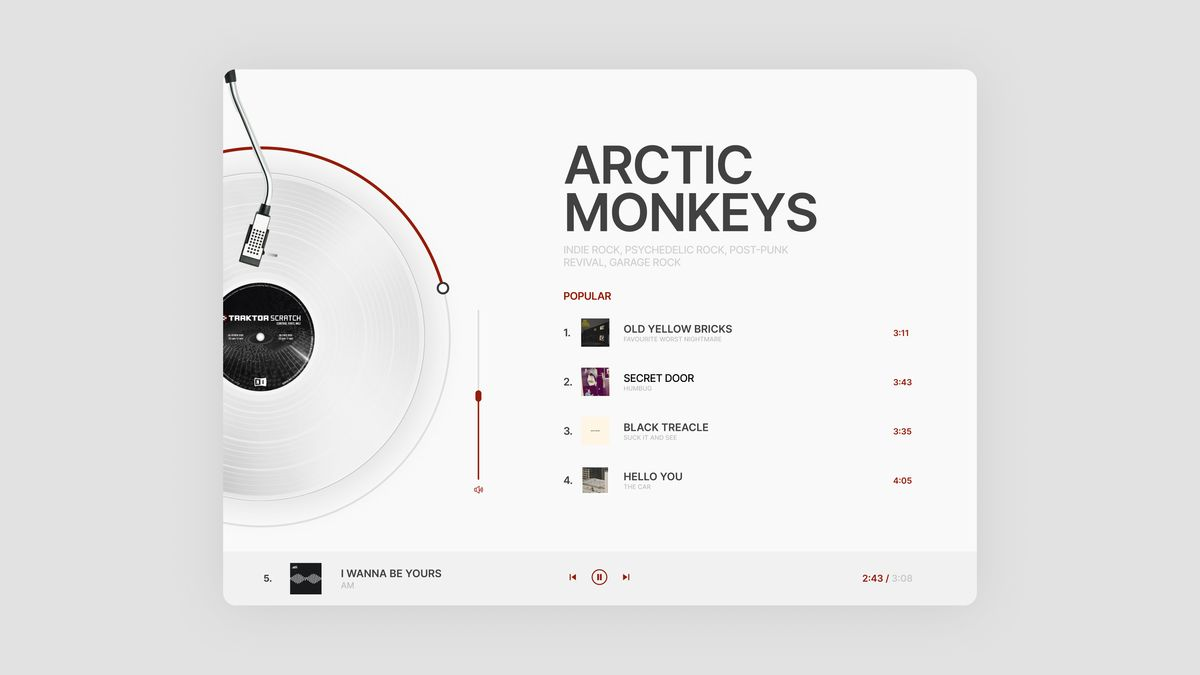 ARCTIC
MONKEYS
INDIE ROCK, PSYCHEDELIC ROCK, POST-PUNK
REVIVAL, GARAGE ROCK
POPULAR
1. OLD YELLOW BRICKS 3:11
FAVOURITE WORST NIGHTMARE
2. SECRET DOOR 3:43
HUMBUG
3. BLACK TREACLE 3:35
SUCK IT AND SEE
4. HELLO YOU 4:05
THE CAR
TRAKTOR SCRATCH
5. I WANNA BE YOURS 2:43 / 3:08
AM